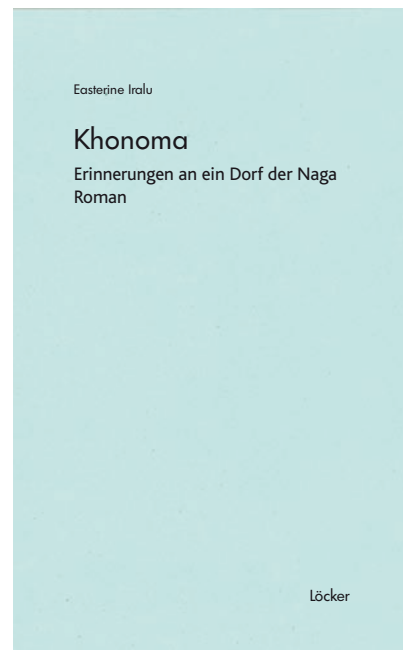 Easterine Iralu
Khonoma
Erinnerungen an ein Dorf der Naga
Roman
Löcker